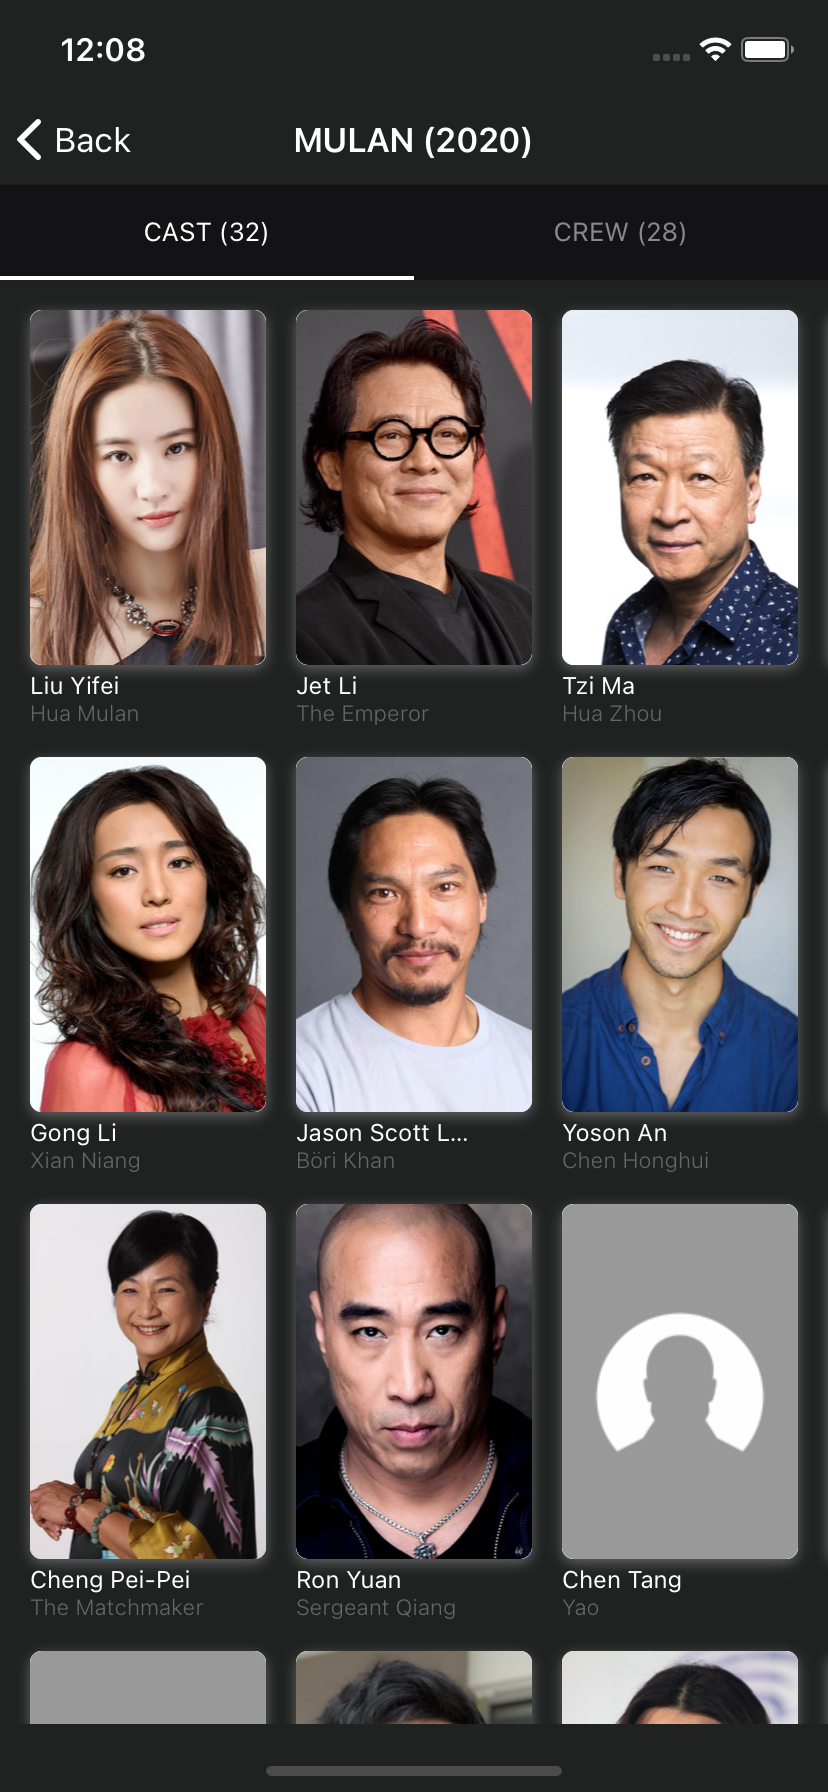 12:08
Back
MULAN (2020)
CAST (32)
CREW (28)
Liu Yifei
Hua Mulan
Jet Li
The Emperor
Tzi Ma
Hua Zhou
Gong Li
Xian Niang
Jason Scott L...
Böri Khan
Yoson An
Chen Honghui
Cheng Pei-Pei
The Matchmaker
Ron Yuan
Sergeant Qiang
Chen Tang
Yao